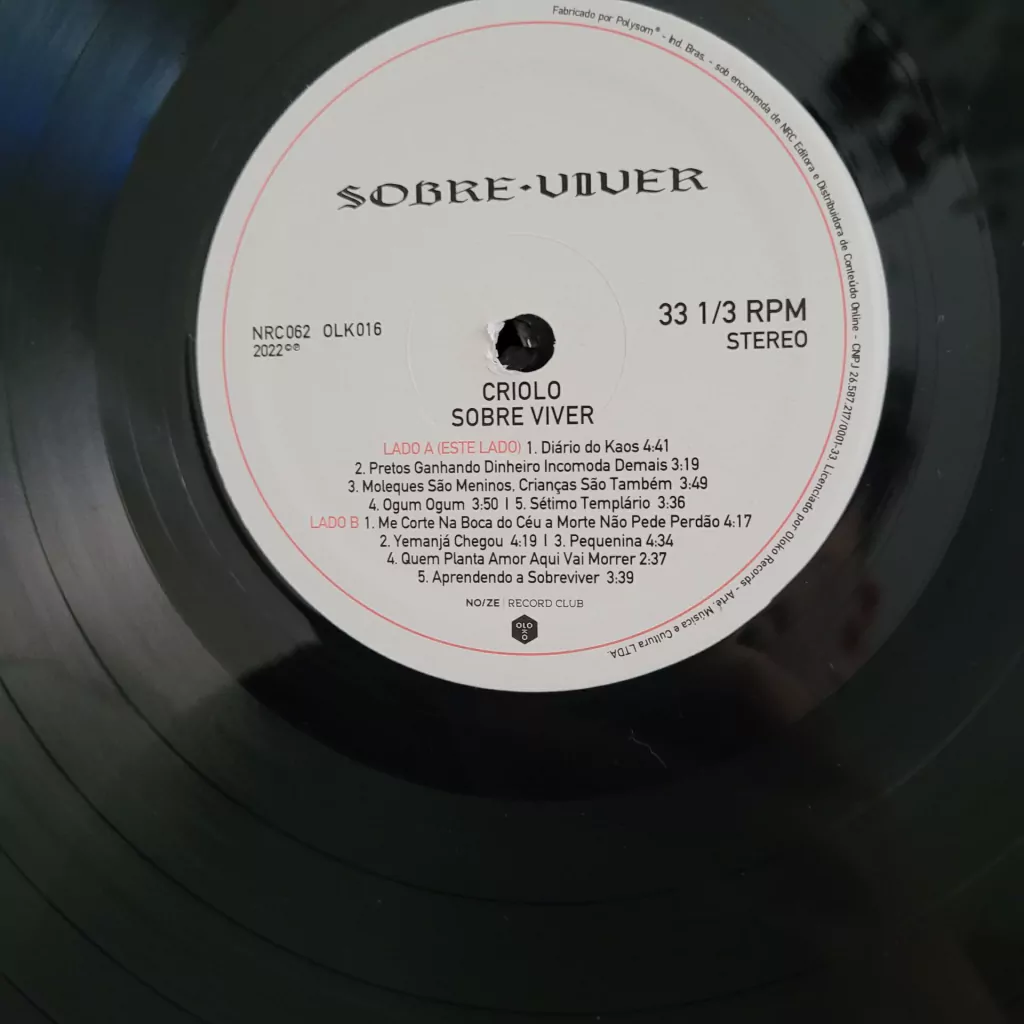 Fabricado por Polysom® - Ind. Bras. - sob encomenda de NRC Editora e Distribuidora de Conteúdo Online - CNPJ 26.587.217/0001-33. Licenciado por Oloko Records - Arte, Música e Cultura LTDA.
SOBRE·VIVER
33 1/3 RPM
STEREO
NRC062 OLK016
2022©℗
CRIOLO
SOBRE VIVER
LADO A (ESTE LADO) 1. Diário do Kaos 4:41
2. Pretos Ganhando Dinheiro Incomoda Demais 3:19
3. Moleques São Meninos, Crianças São Também 3:49
4. Ogum Ogum 3:50 | 5. Sétimo Templário 3:36
LADO B 1. Me Corte Na Boca do Céu a Morte Não Pede Perdão 4:17
2. Yemanjá Chegou 4:19 | 3. Pequenina 4:34
4. Quem Planta Amor Aqui Vai Morrer 2:37
5. Aprendendo a Sobreviver 3:39
NO/ZE | RECORD CLUB
OLO
KO